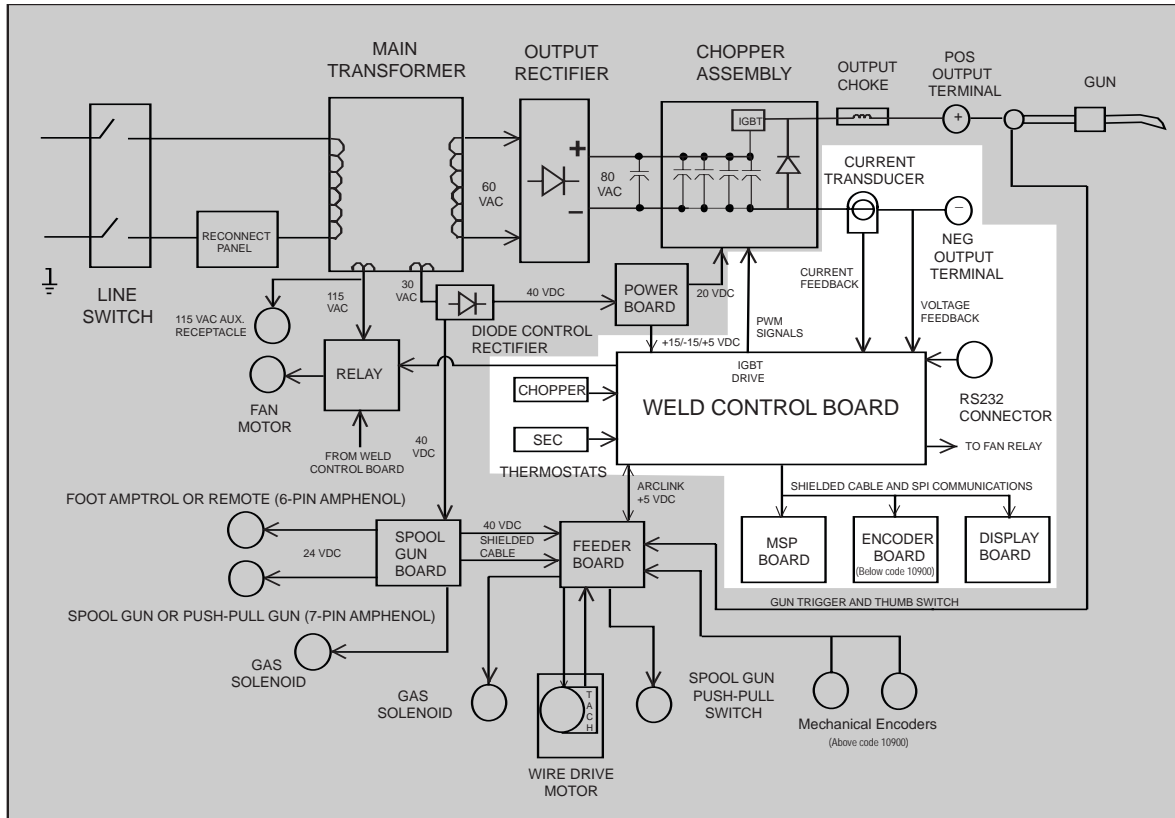 MAIN
TRANSFORMER
OUTPUT
RECTIFIER
CHOPPER
ASSEMBLY
OUTPUT
CHOKE
POS
OUTPUT
TERMINAL
GUN
IGBT
+
+
−
60
VAC
80
VAC
CURRENT
TRANSDUCER
−
NEG
OUTPUT
TERMINAL
RECONNECT
PANEL
LINE
SWITCH
115
VAC
30
VAC
40 VDC
POWER
BOARD
20 VDC
CURRENT
FEEDBACK
VOLTAGE
FEEDBACK
115 VAC AUX.
RECEPTACLE
DIODE CONTROL
RECTIFIER
PWM
SIGNALS
+15/-15/+5 VDC
RELAY
FAN
MOTOR
FROM WELD
CONTROL BOARD
40
VDC
CHOPPER
SEC
THERMOSTATS
IGBT
DRIVE
WELD CONTROL BOARD
RS232
CONNECTOR
TO FAN RELAY
ARCLINK
+5 VDC
SHIELDED CABLE AND SPI COMMUNICATIONS
MSP
BOARD
ENCODER
BOARD
(Below code 10900)
DISPLAY
BOARD
FOOT AMPTROL OR REMOTE (6-PIN AMPHENOL)
24 VDC
SPOOL
GUN
BOARD
40 VDC
SHIELDED
CABLE
FEEDER
BOARD
GUN TRIGGER AND THUMB SWITCH
SPOOL GUN OR PUSH-PULL GUN (7-PIN AMPHENOL)
GAS
SOLENOID
GAS
SOLENOID
TACH
WIRE DRIVE
MOTOR
SPOOL GUN
PUSH-PULL
SWITCH
Mechanical Encoders
(Above code 10900)